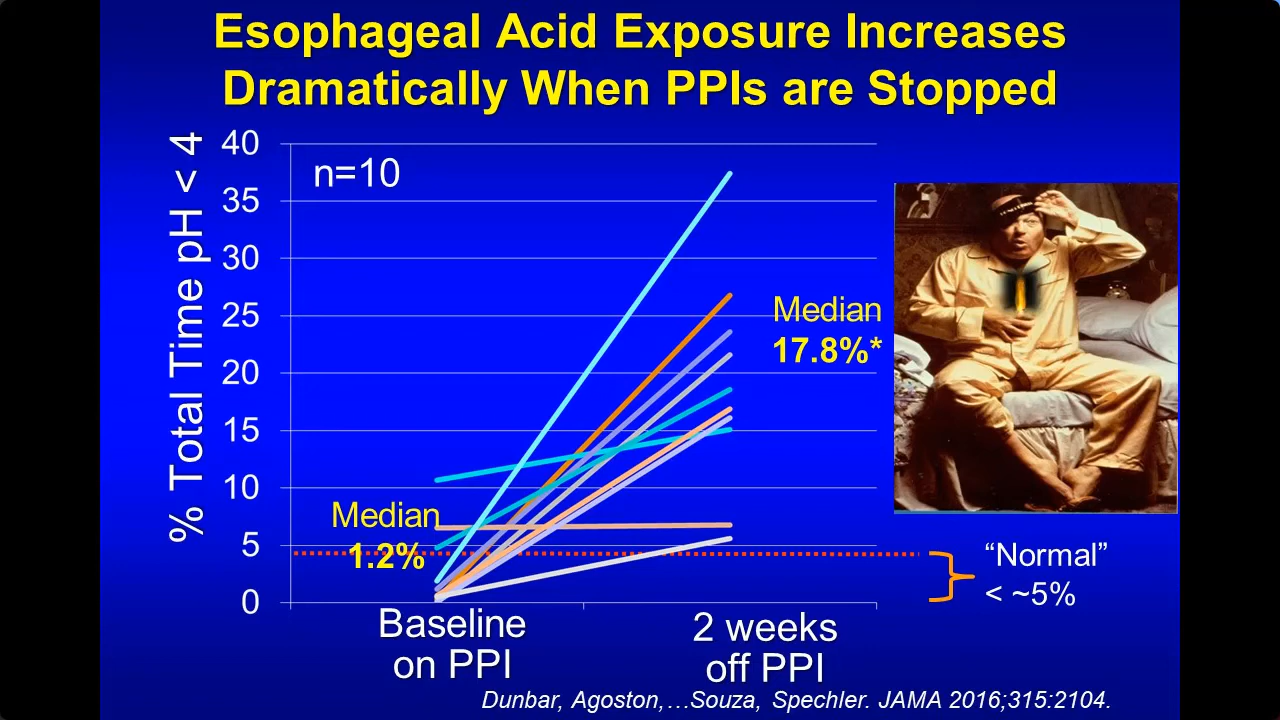 Esophageal Acid Exposure Increases
Dramatically When PPIs are Stopped
% Total Time pH < 4
40
35
30
25
20
15
10
5
0
n=10
Median
17.8%*
Median
1.2%
“Normal”
< ~5%
Baseline
on PPI
2 weeks
off PPI
Dunbar, Agoston,…Souza, Spechler. JAMA 2016;315:2104.